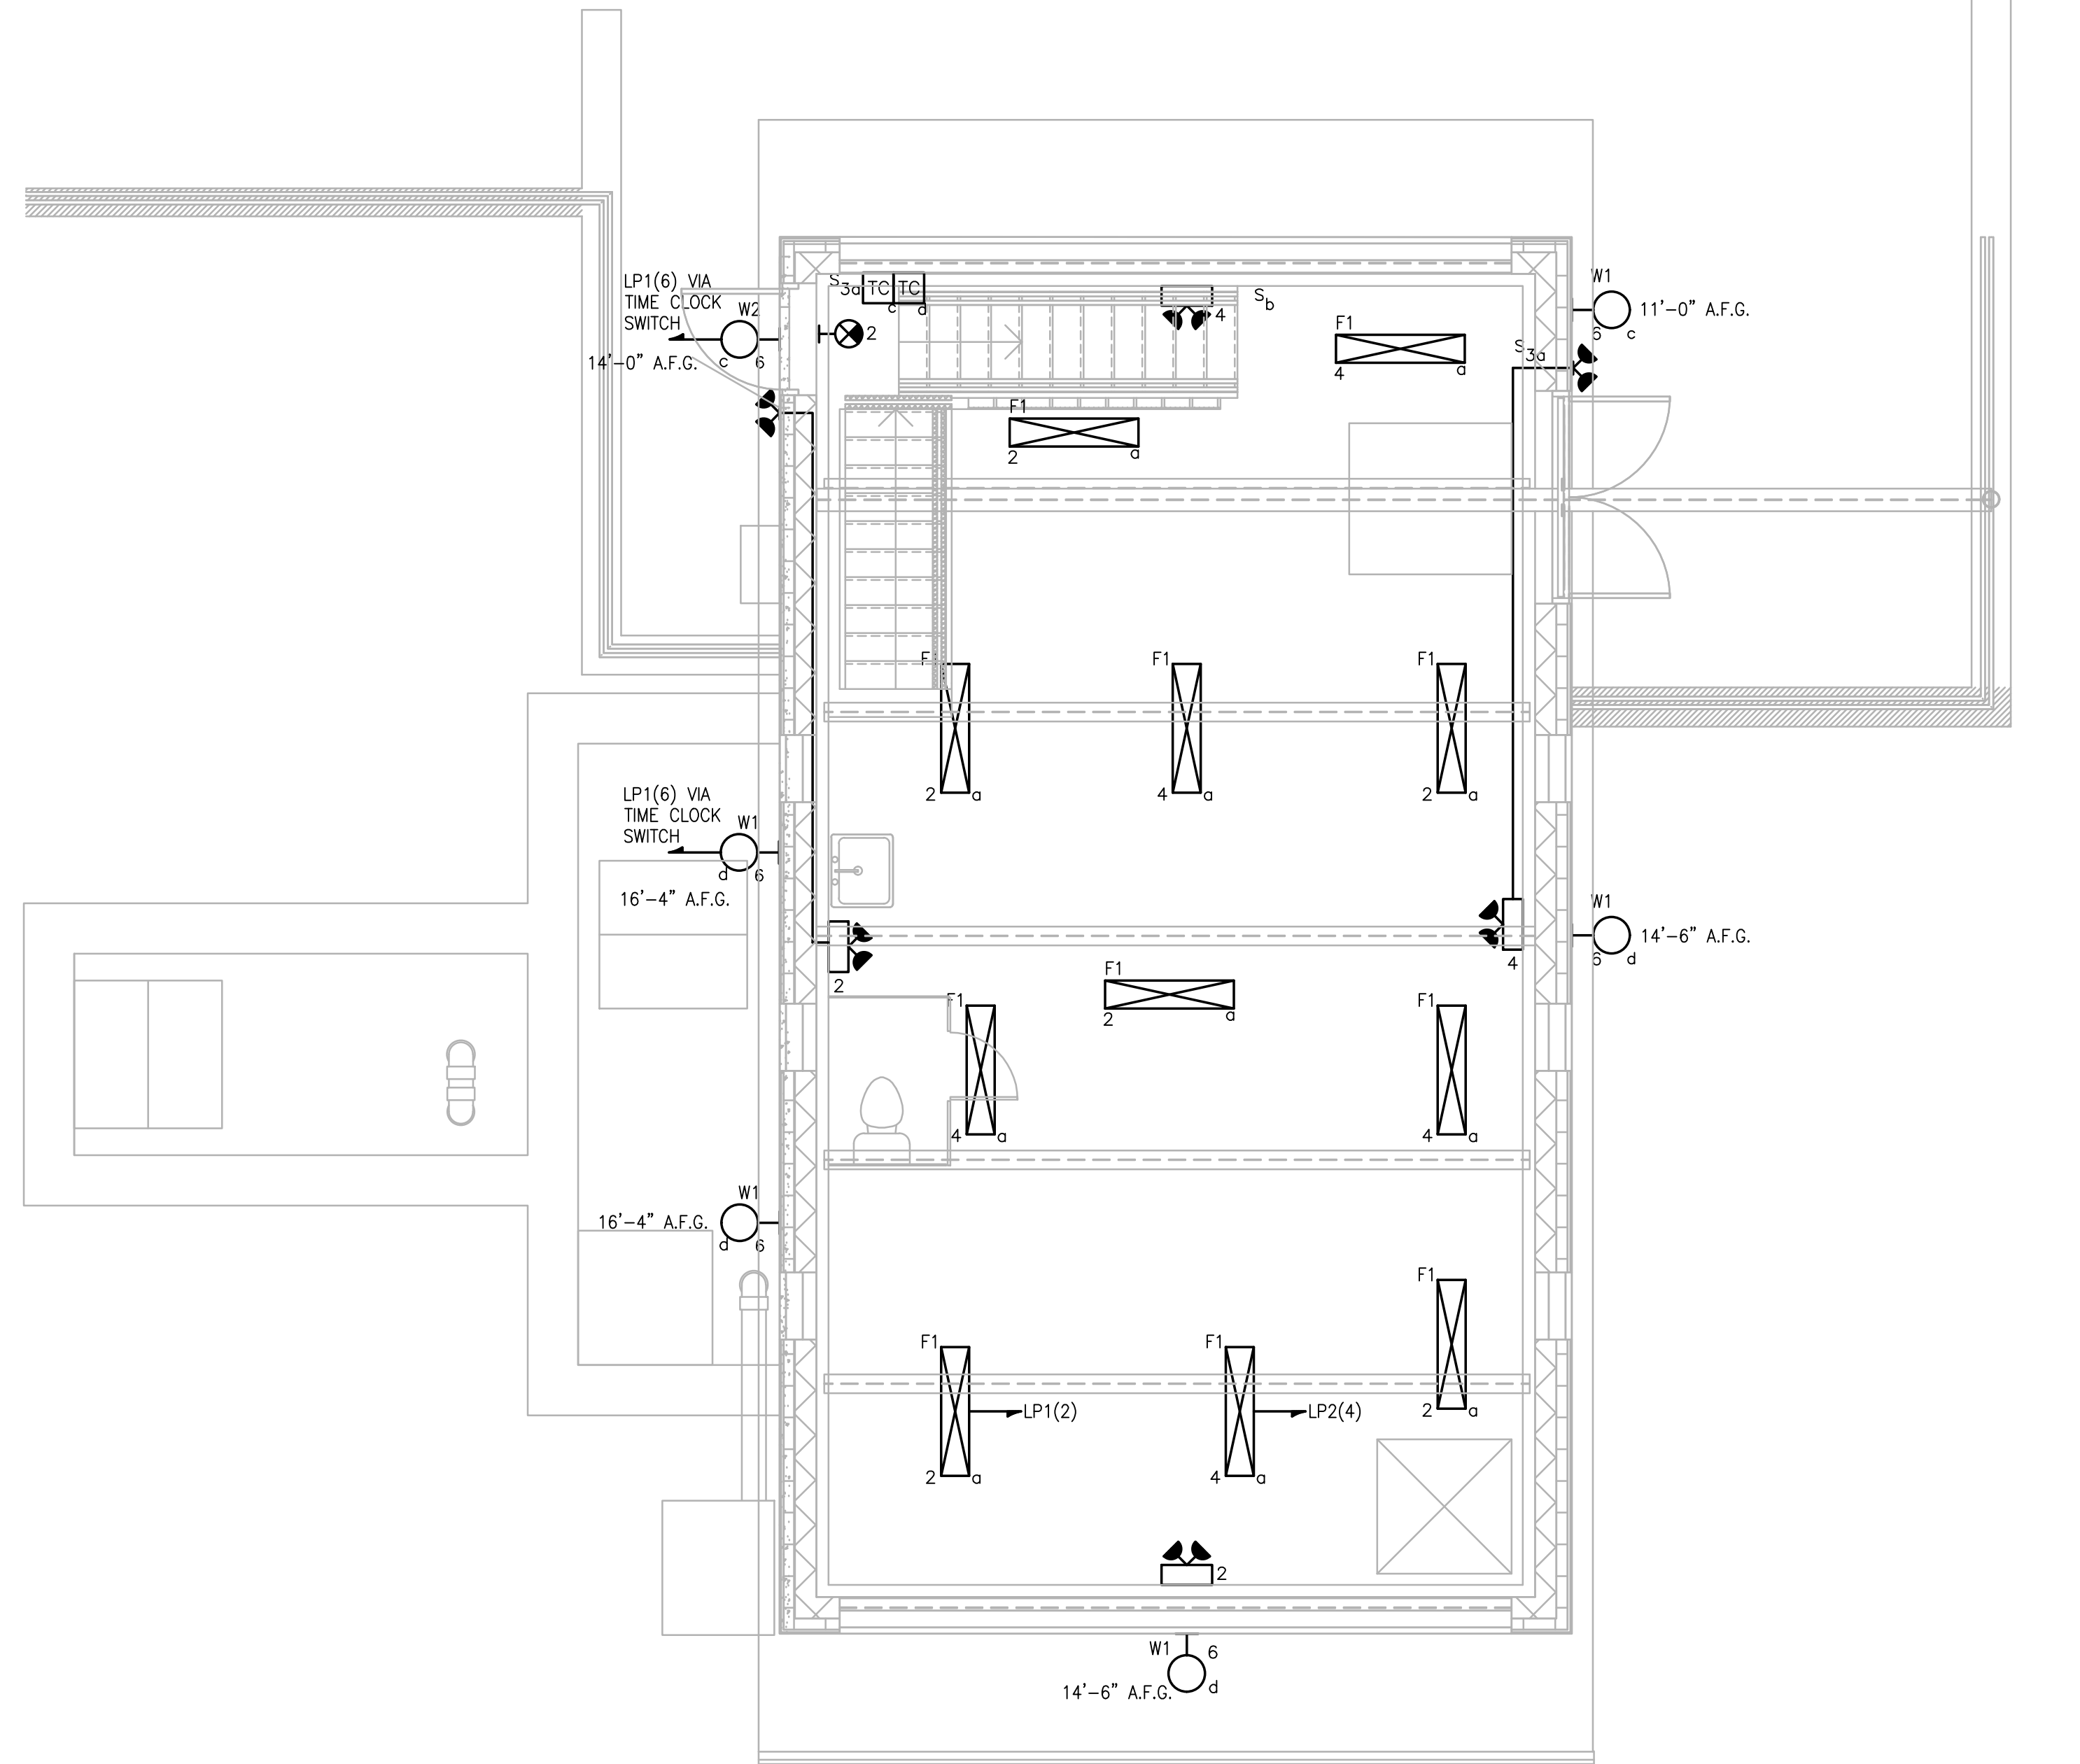 LP1(6) VIA
TIME CLOCK
SWITCH
W2
c
6
14'-0" A.F.G.
S3a
TC
TC
c
d
2
4
Sb
F1
4
a
S3a
W1
11'-0" A.F.G.
6
c
F1
2
a
F1
2
a
F1
4
a
F1
2
a
LP1(6) VIA
TIME CLOCK
SWITCH
W1
d
6
16'-4" A.F.G.
W1
14'-6" A.F.G.
6
d
2
4
F1
2
a
F1
4
a
F1
4
a
W1
16'-4" A.F.G.
d
6
F1
2
a
F1
LP1(2)
2
a
F1
LP2(4)
4
a
2
W1
6
14'-6" A.F.G.
d